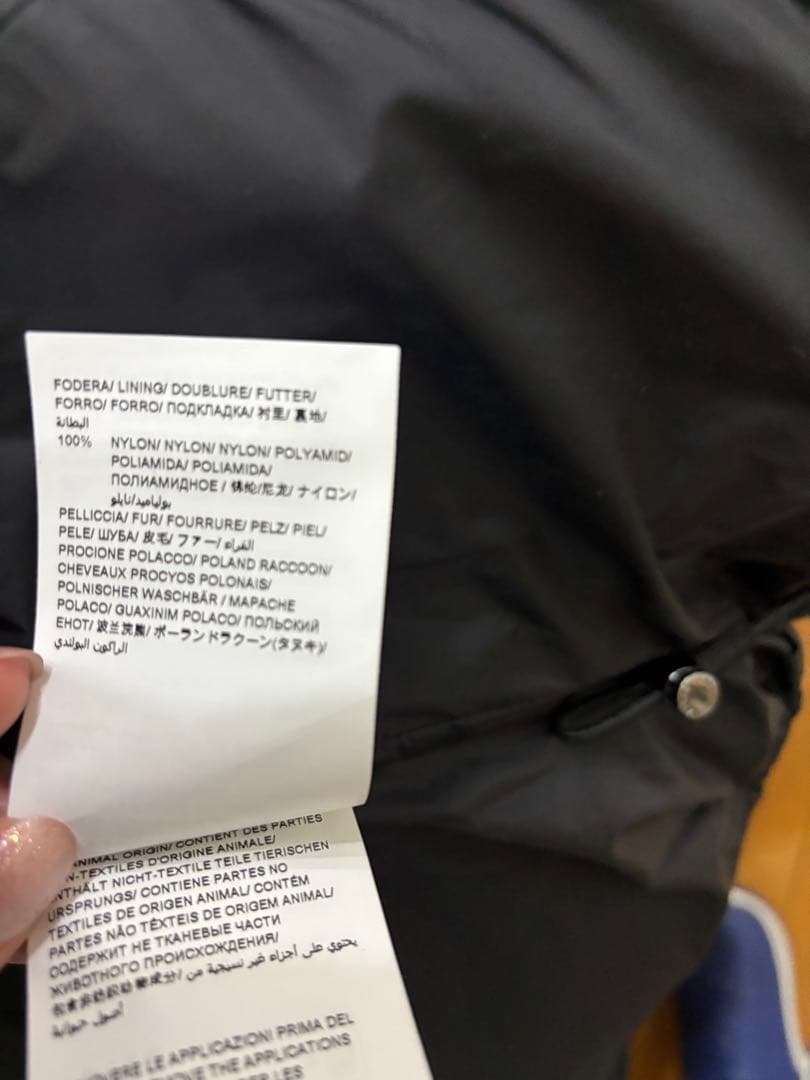 FODERA/ LINING/ DOUBLURE/ FUTTER/
FORRO/ FORRO/ ПОДКЛАДКА/ 衬里/ 裏地/
البطانة
100% NYLON/ NYLON/ NYLON/ POLYAMID/
POLIAMIDA/ POLIAMIDA/
ПОЛИАМИДНОЕ / 锦纶/尼龙/ ナイロン/
بولياميد/نايلو
PELLICCIA/ FUR/ FOURRURE/ PELZ/ PIEL/
PELE/ ШУБА/ 皮毛/ ファー/ الفراء
PROCIONE POLACCO/ POLAND RACCOON/
CHEVEAUX PROCYOS POLONAIS/
POLNISCHER WASCHBÄR / MAPACHE
POLACO/ GUAXINIM POLACO/ ПОЛЬСКИЙ
ЕНОТ/ 波兰浣熊/ ポーランドラクーン(タヌキ)/
الراكون البولندي
ANIMAL ORIGIN/ CONTIENT DES PARTIES
N-TEXTILES D'ORIGINE ANIMALE/
NTHÄLT NICHT-TEXTILE TEILE TIERISCHEN
URSPRUNGS/ CONTIENE PARTES NO
TEXTILES DE ORIGEN ANIMAL/ CONTÉM
PARTES NÃO TÊXTEIS DE ORIGEM ANIMAL/
СОДЕРЖИТ НЕ ТКАНЕВЫЕ ЧАСТИ
ЖИВОТНОГО ПРОИСХОЖДЕНИЯ/
يحتوي على أجزاء غير نسيجية من
أصول حيوانية
OVERE LE APPLICAZIONI PRIMA DEL
MOVE THE APPLICATIONS
LES